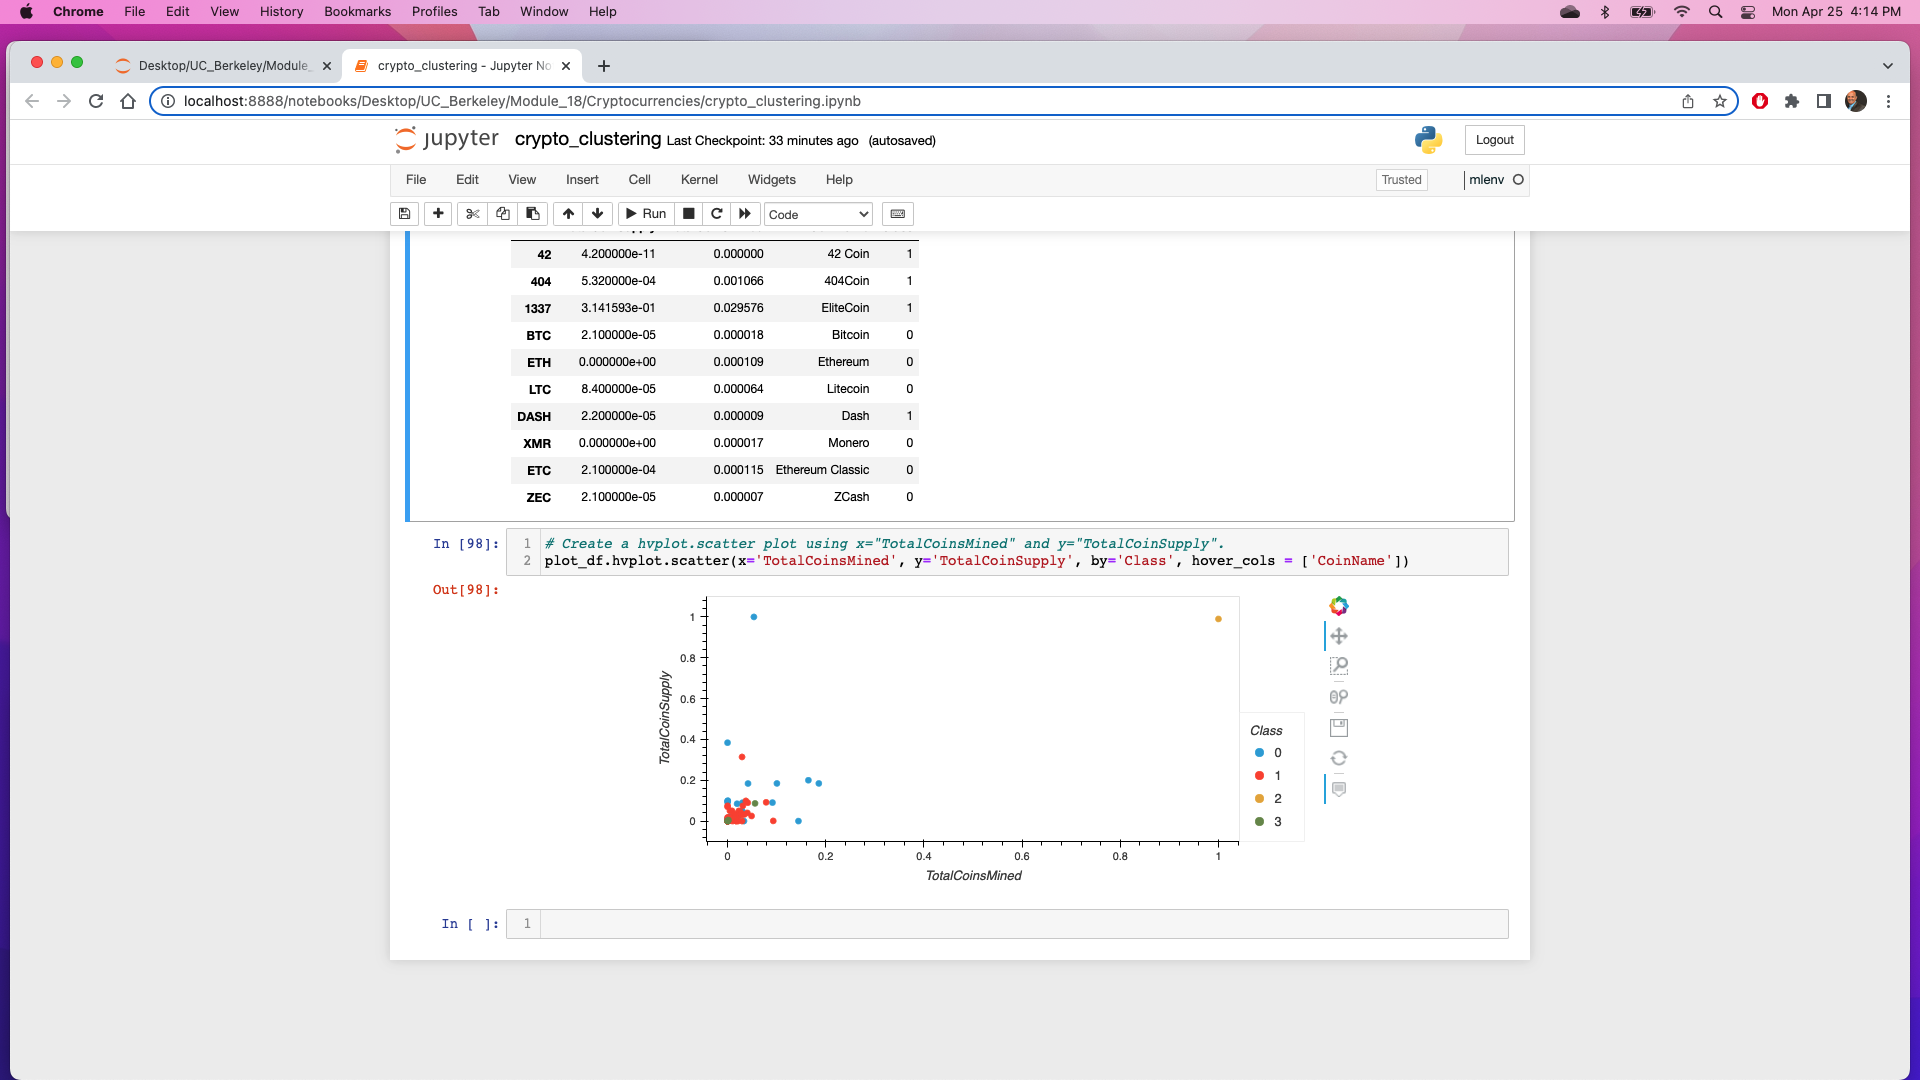 Chrome File Edit View History Bookmarks Profiles Tab Window Help Mon Apr 25 4:14 PM
Desktop/UC_Berkeley/Module_ crypto_clustering - Jupyter No
localhost:8888/notebooks/Desktop/UC_Berkeley/Module_18/Cryptocurrencies/crypto_clustering.ipynb
jupyter crypto_clustering Last Checkpoint: 33 minutes ago (autosaved) Logout
File Edit View Insert Cell Kernel Widgets Help Trusted mlenv
Run Code
42 4.200000e-11 0.000000 42 Coin 1
404 5.320000e-04 0.001066 404Coin 1
1337 3.141593e-01 0.029576 EliteCoin 1
BTC 2.100000e-05 0.000018 Bitcoin 0
ETH 0.000000e+00 0.000109 Ethereum 0
LTC 8.400000e-05 0.000064 Litecoin 0
DASH 2.200000e-05 0.000009 Dash 1
XMR 0.000000e+00 0.000017 Monero 0
ETC 2.100000e-04 0.000115 Ethereum Classic 0
ZEC 2.100000e-05 0.000007 ZCash 0
In [98]: 1 # Create a hvplot.scatter plot using x="TotalCoinsMined" and y="TotalCoinSupply".
2 plot_df.hvplot.scatter(x='TotalCoinsMined', y='TotalCoinSupply', by='Class', hover_cols = ['CoinName'])
Out[98]:
TotalCoinSupply
1
0.8
0.6
0.4
0.2
0
0 0.2 0.4 0.6 0.8 1
TotalCoinsMined
Class
0
1
2
3
In [ ]: 1